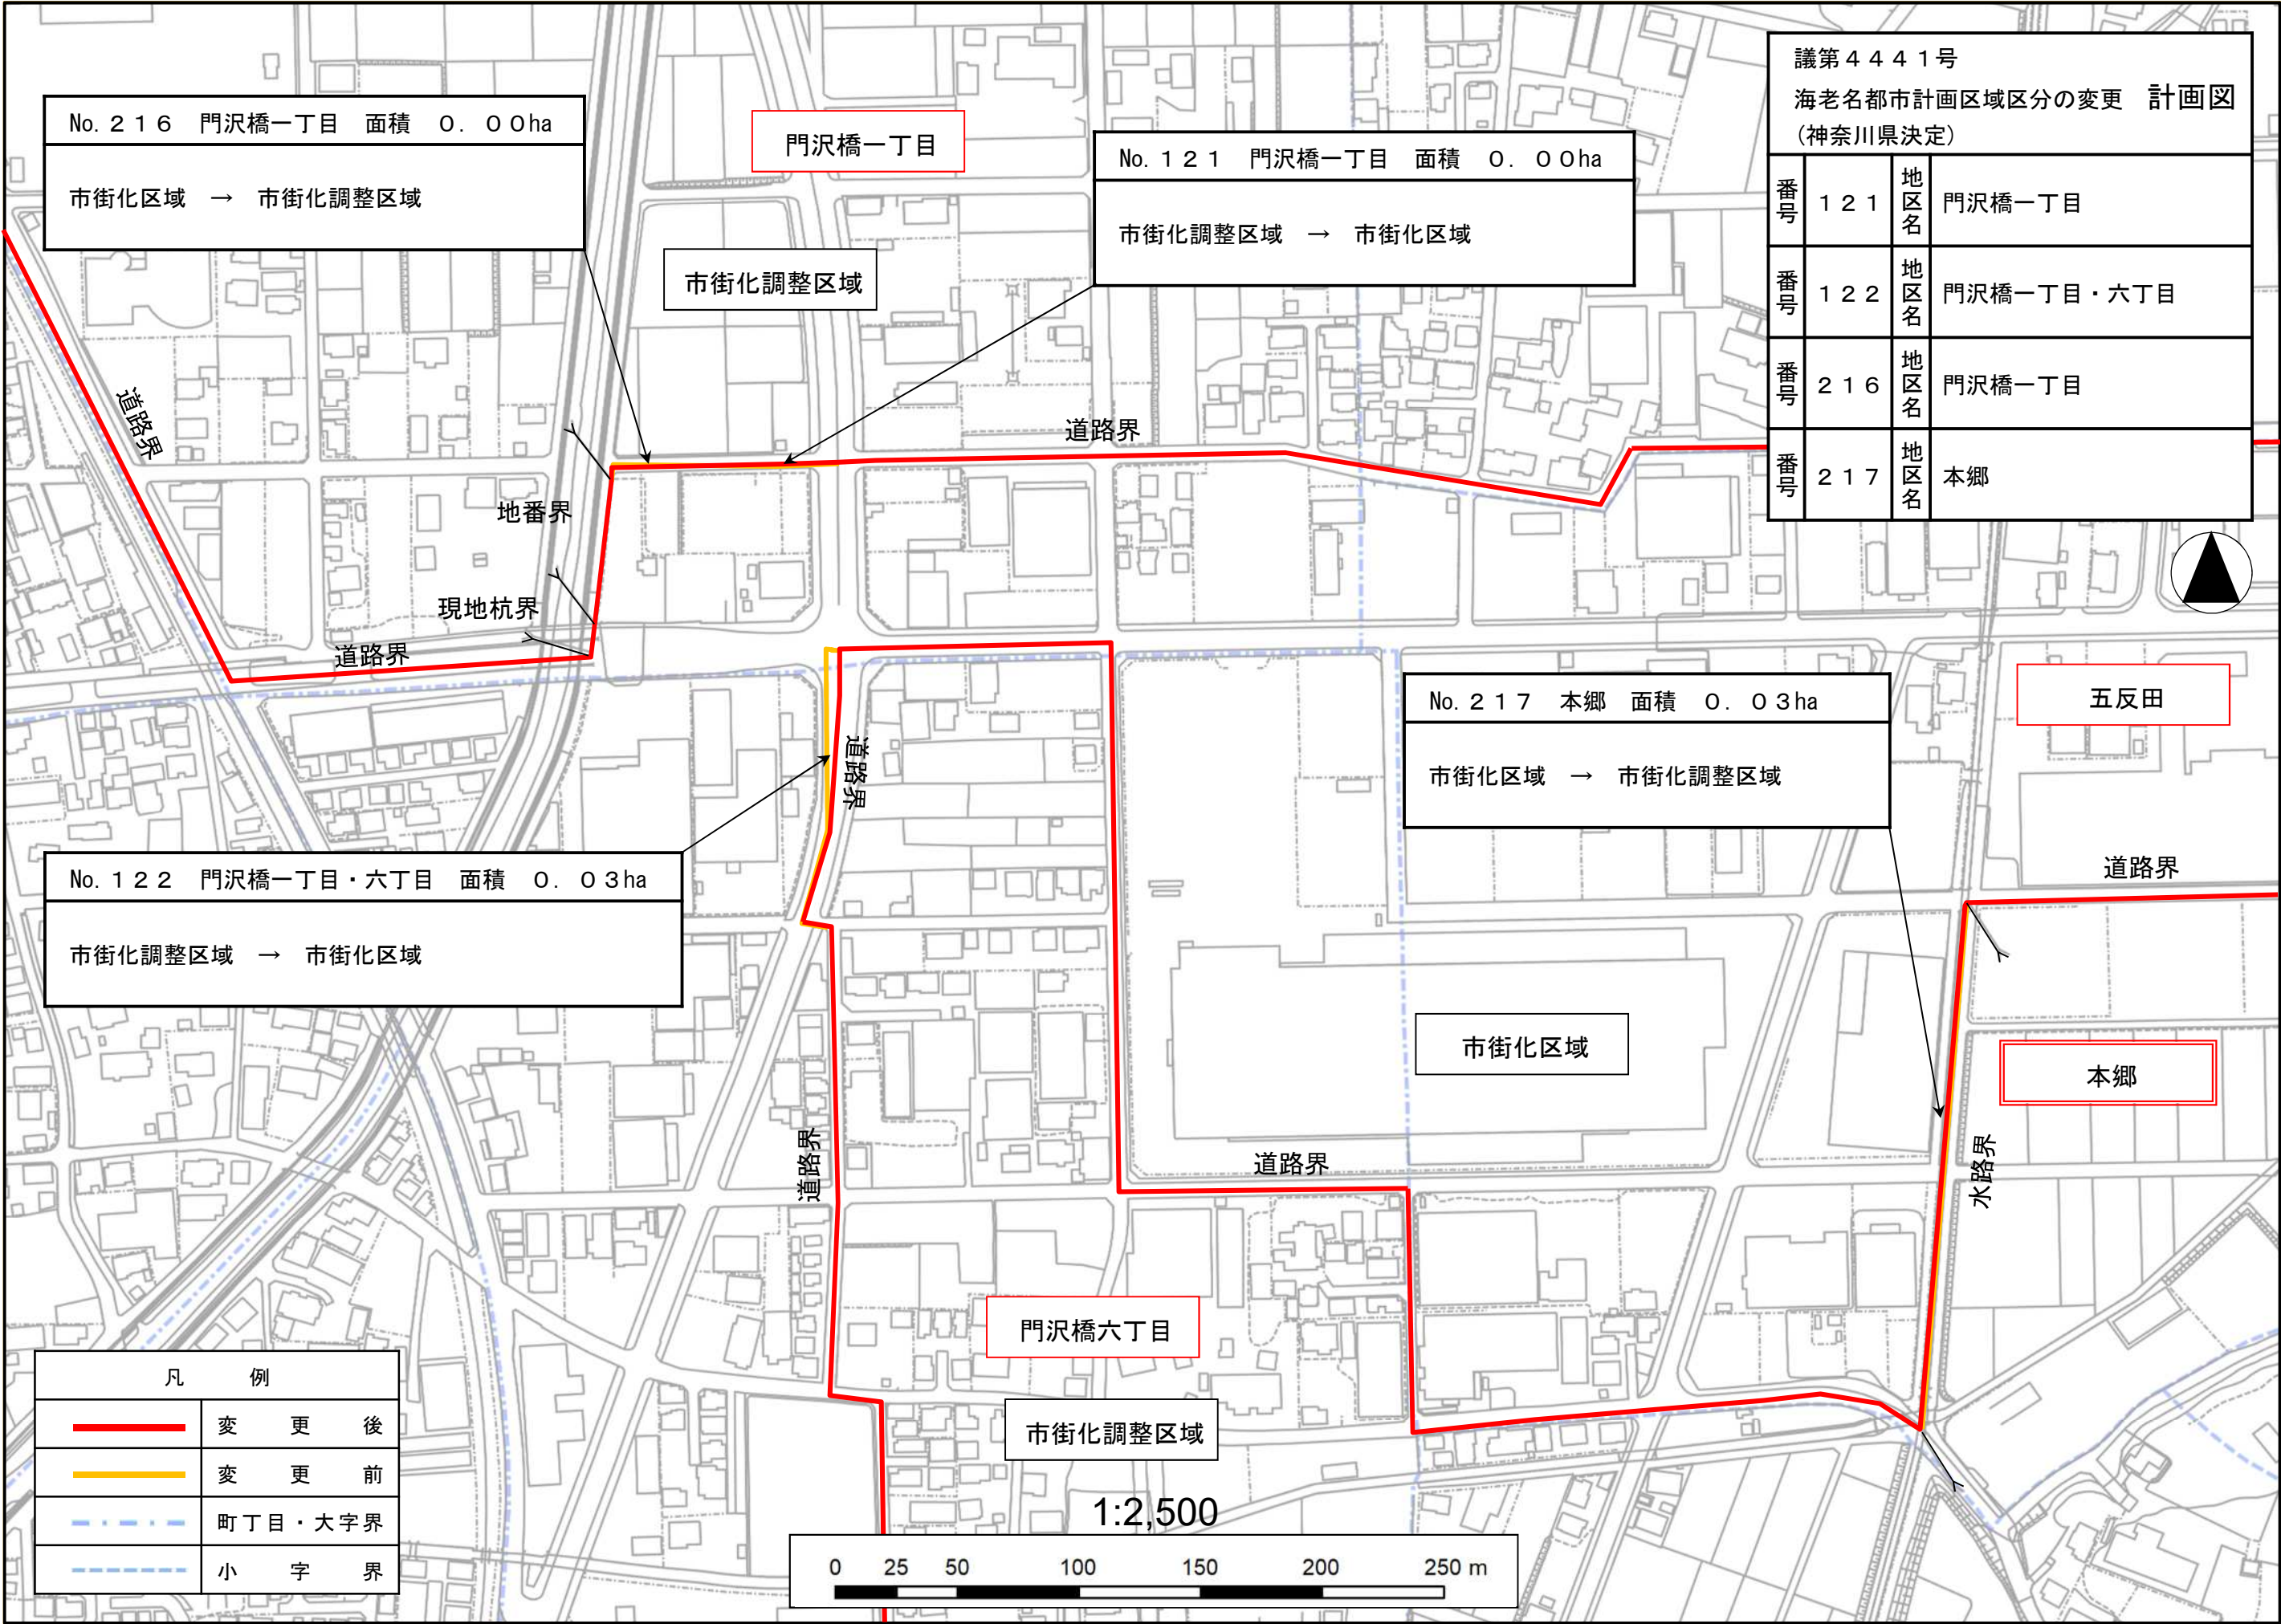 議第４４４１号
海老名都市計画区域区分の変更　計画図
（神奈川県決定）
番号　１２１　地区名　門沢橋一丁目
番号　１２２　地区名　門沢橋一丁目・六丁目
番号　２１６　地区名　門沢橋一丁目
番号　２１７　地区名　本郷
No.２１６　門沢橋一丁目　面積　０．００ha
市街化区域　→　市街化調整区域
門沢橋一丁目
No.１２１　門沢橋一丁目　面積　０．００ha
市街化調整区域　→　市街化区域
市街化調整区域
道路界
道路界
地番界
現地杭界
道路界
五反田
No.２１７　本郷　面積　０．０３ha
市街化区域　→　市街化調整区域
道路界
No.１２２　門沢橋一丁目・六丁目　面積　０．０３ha
市街化調整区域　→　市街化区域
道路界
市街化区域
本郷
道路界
道路界
水路界
門沢橋六丁目
市街化調整区域
凡　例
変　更　後
変　更　前
町丁目・大字界
小　字　界
1:2,500
0 25 50 100 150 200 250 m